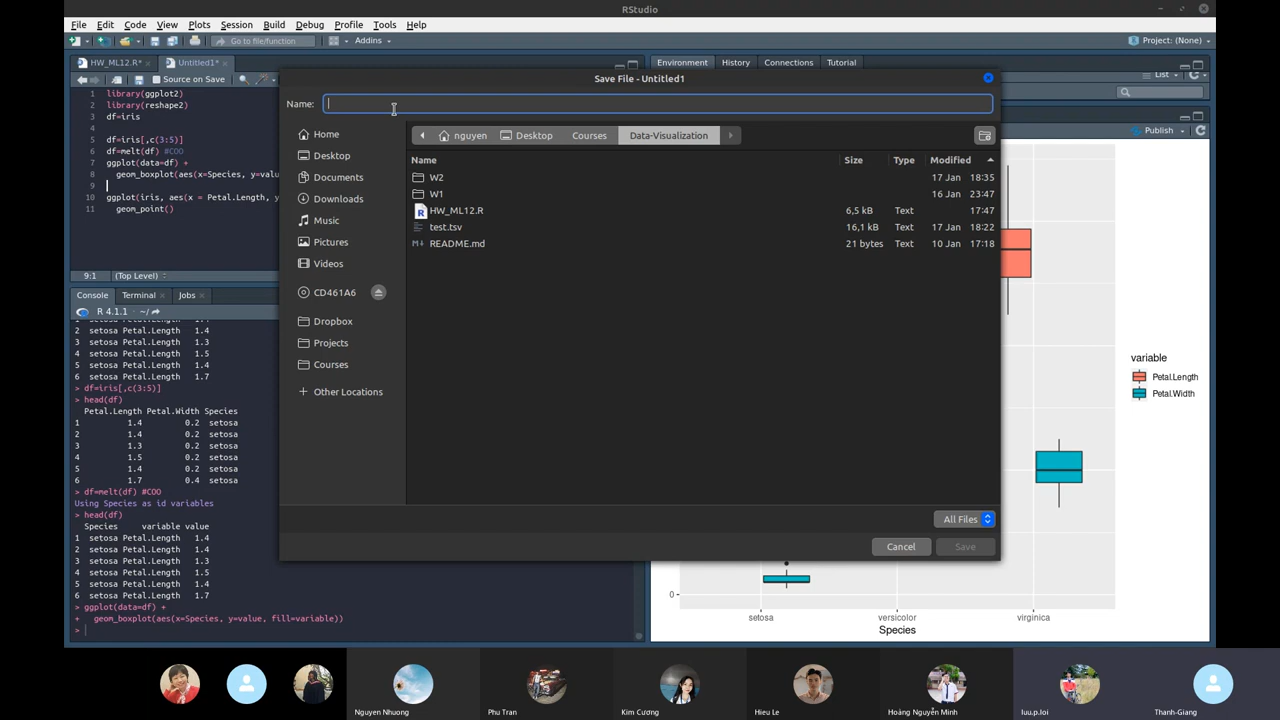 RStudio
File Edit Code View Plots Session Build Debug Profile Tools Help
Go to file/function Addins Project: (None)
HW_ML12.R* Untitled1*
Source on Save
1 library(ggplot2)
2 library(reshape2)
3 df=iris
4
5 df=iris[,c(3:5)]
6 df=melt(df) #COO
7 ggplot(data=df) +
8 geom_boxplot(aes(x=Species, y=valu
9
10 ggplot(iris, aes(x = Petal.Length, y
11 geom_point()
9:1 (Top Level)
Console Terminal Jobs
R 4.1.1 · ~/
2 setosa Petal.Length 1.4
3 setosa Petal.Length 1.3
4 setosa Petal.Length 1.5
5 setosa Petal.Length 1.4
6 setosa Petal.Length 1.7
> df=iris[,c(3:5)]
> head(df)
Petal.Length Petal.Width Species
1 1.4 0.2 setosa
2 1.4 0.2 setosa
3 1.3 0.2 setosa
4 1.5 0.2 setosa
5 1.4 0.2 setosa
6 1.7 0.4 setosa
> df=melt(df) #COO
Using Species as id variables
> head(df)
Species variable value
1 setosa Petal.Length 1.4
2 setosa Petal.Length 1.4
3 setosa Petal.Length 1.3
4 setosa Petal.Length 1.5
5 setosa Petal.Length 1.4
6 setosa Petal.Length 1.7
> ggplot(data=df) +
+ geom_boxplot(aes(x=Species, y=value, fill=variable))
>
Save File - Untitled1
Name:
Home
Desktop
Documents
Downloads
Music
Pictures
Videos
CD461A6
Dropbox
Projects
Courses
Other Locations
nguyen Desktop Courses Data-Visualization
Name Size Type Modified
W2 17 Jan 18:35
W1 16 Jan 23:47
HW_ML12.R 6,5 kB Text 17:47
test.tsv 16,1 kB Text 17 Jan 18:22
README.md 21 bytes Text 10 Jan 17:18
All Files
Cancel Save
Environment History Connections Tutorial
List
Publish
variable
Petal.Length
Petal.Width
0
setosa versicolor virginica
Species
Nguyen Nhuong Phu Tran Kim Cương Hieu Le Hoàng Nguyễn Minh luu.p.loi Thanh-Giang